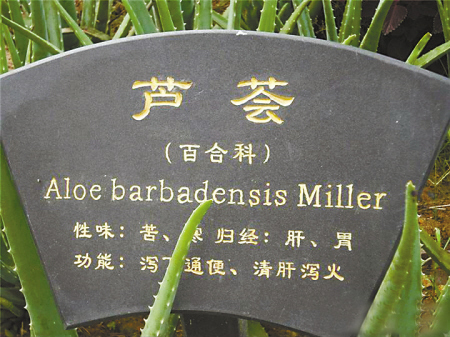 芦荟
(百合科)
Aloe barbadensis Miller
性味:苦、 归经:肝、胃
功能:泻 通便、清肝泻火